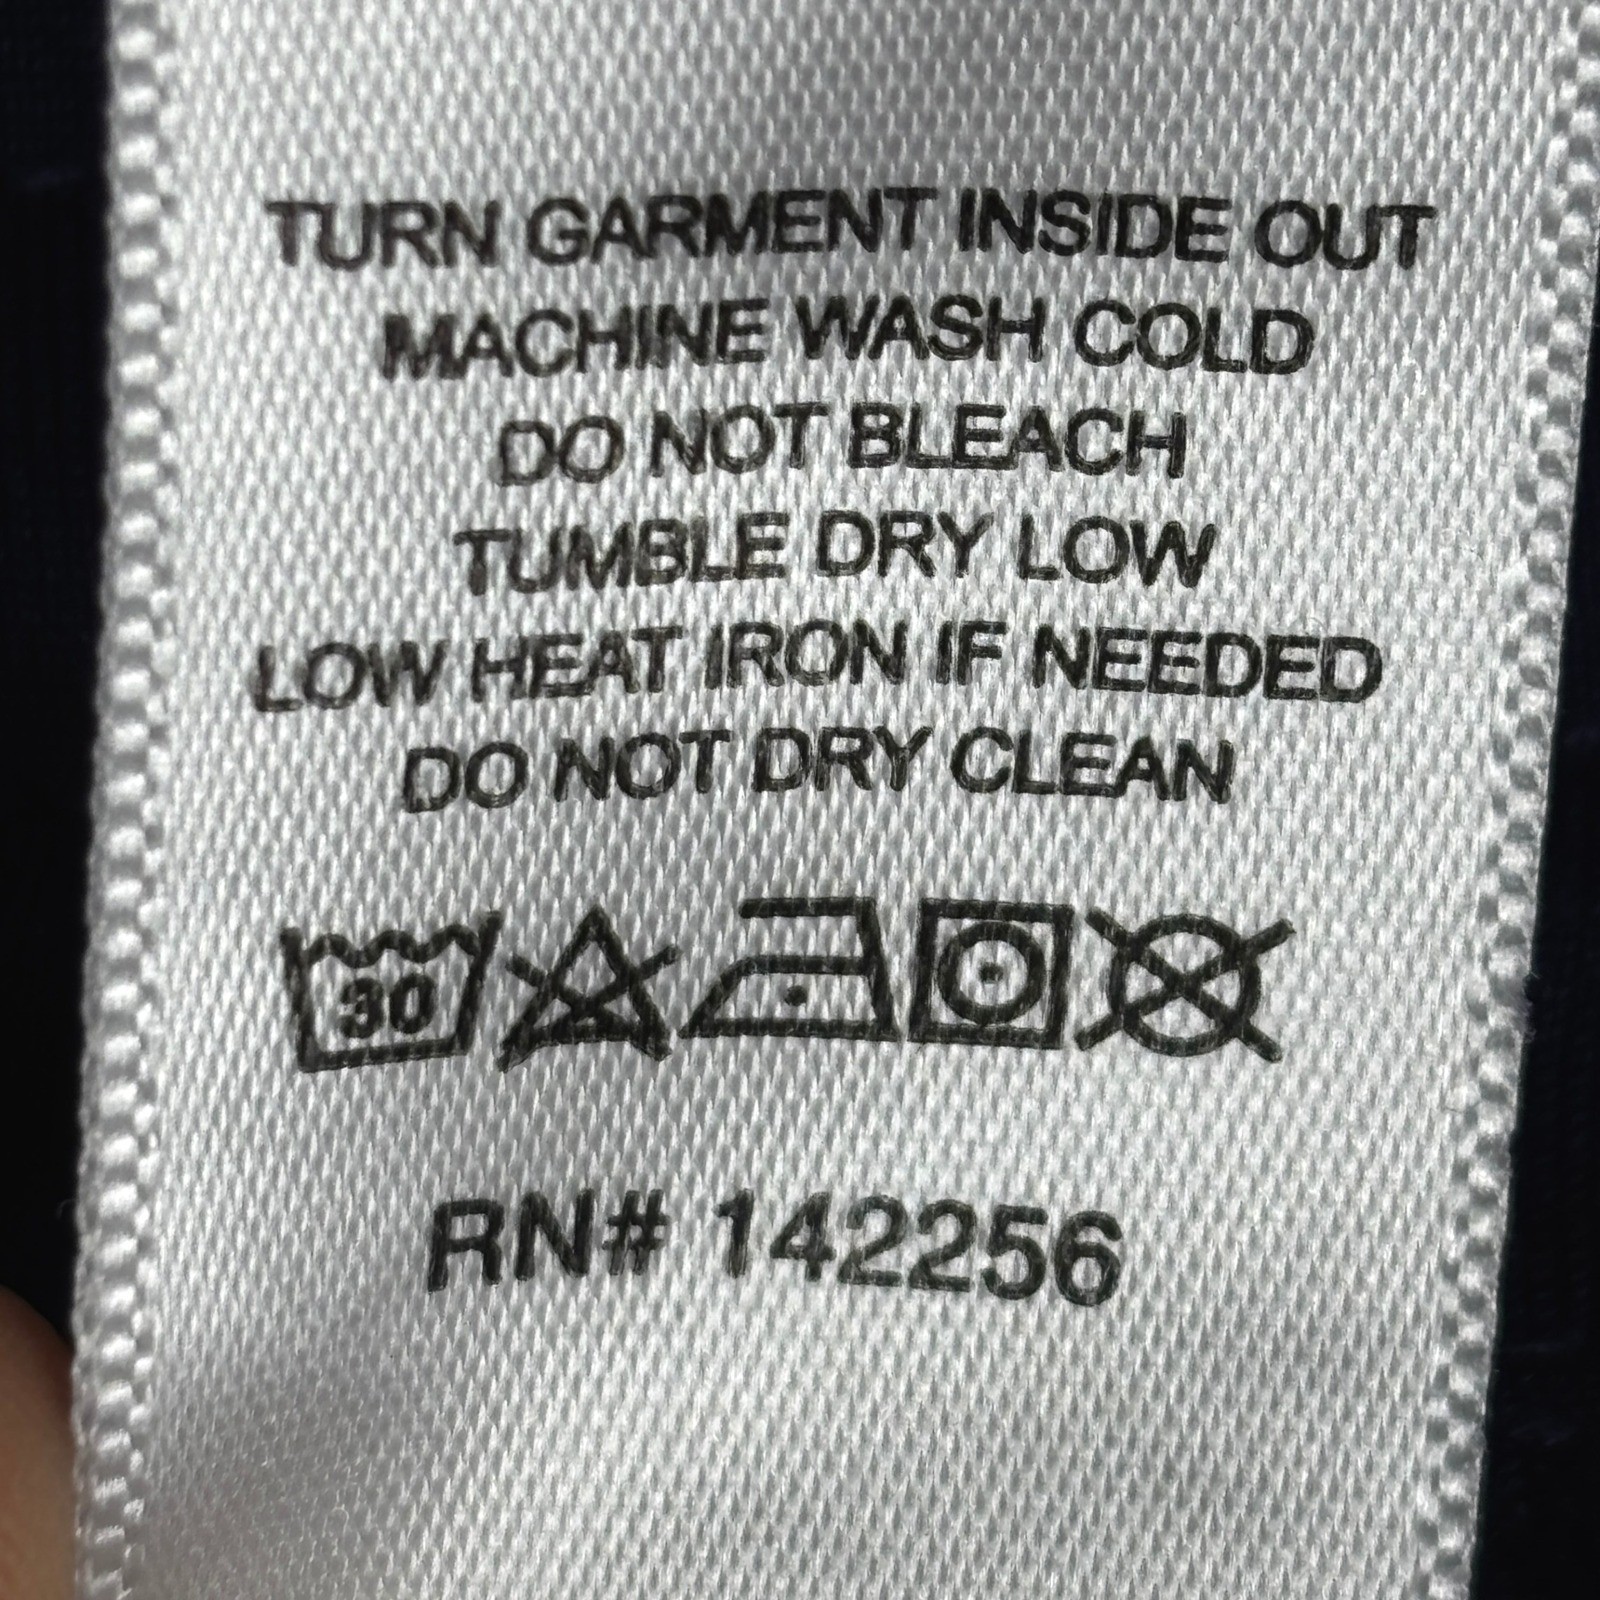 TURN GARMENT INSIDE OUT
MACHINE WASH COLD
DO NOT BLEACH
TUMBLE DRY LOW
LOW HEAT IRON IF NEEDED
DO NOT DRY CLEAN
30
RN# 142256